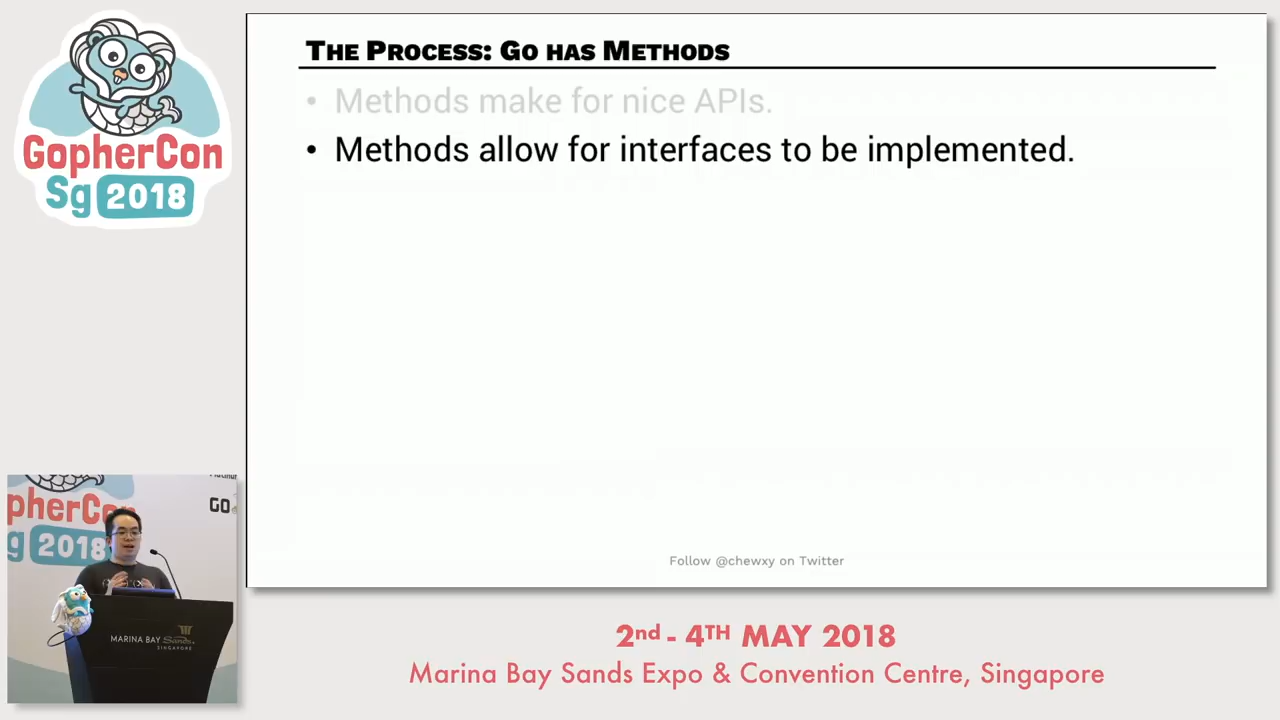 GopherCon
Sg 2018
THE PROCESS: GO HAS METHODS
• Methods make for nice APIs.
• Methods allow for interfaces to be implemented.
Follow @chewxy on Twitter
pherCo
g 2018
GO
MARINA BAY Sands
SINGAPORE
2nd - 4TH MAY 2018
Marina Bay Sands Expo & Convention Centre, Singapore